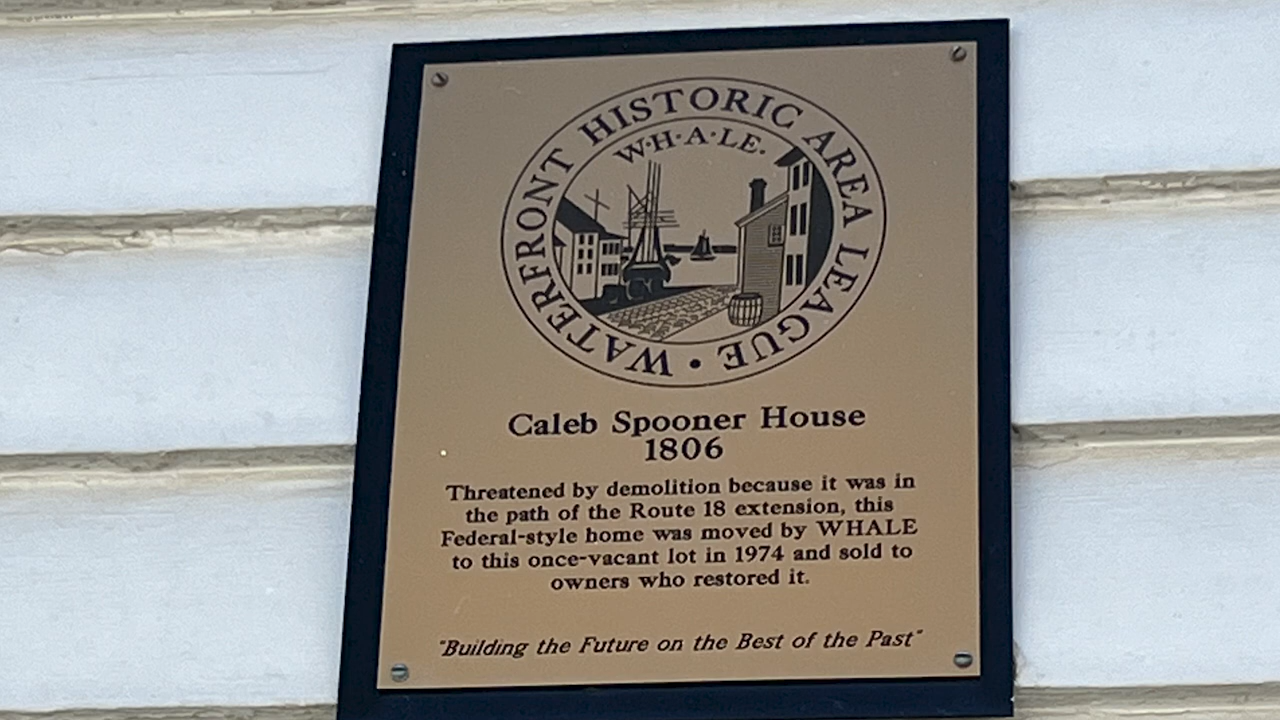 WATERFRONT HISTORIC AREA LEAGUE •
W·H·A·L·E·
Caleb Spooner House
1806
Threatened by demolition because it was in
the path of the Route 18 extension, this
Federal-style home was moved by WHALE
to this once-vacant lot in 1974 and sold to
owners who restored it.
"Building the Future on the Best of the Past"